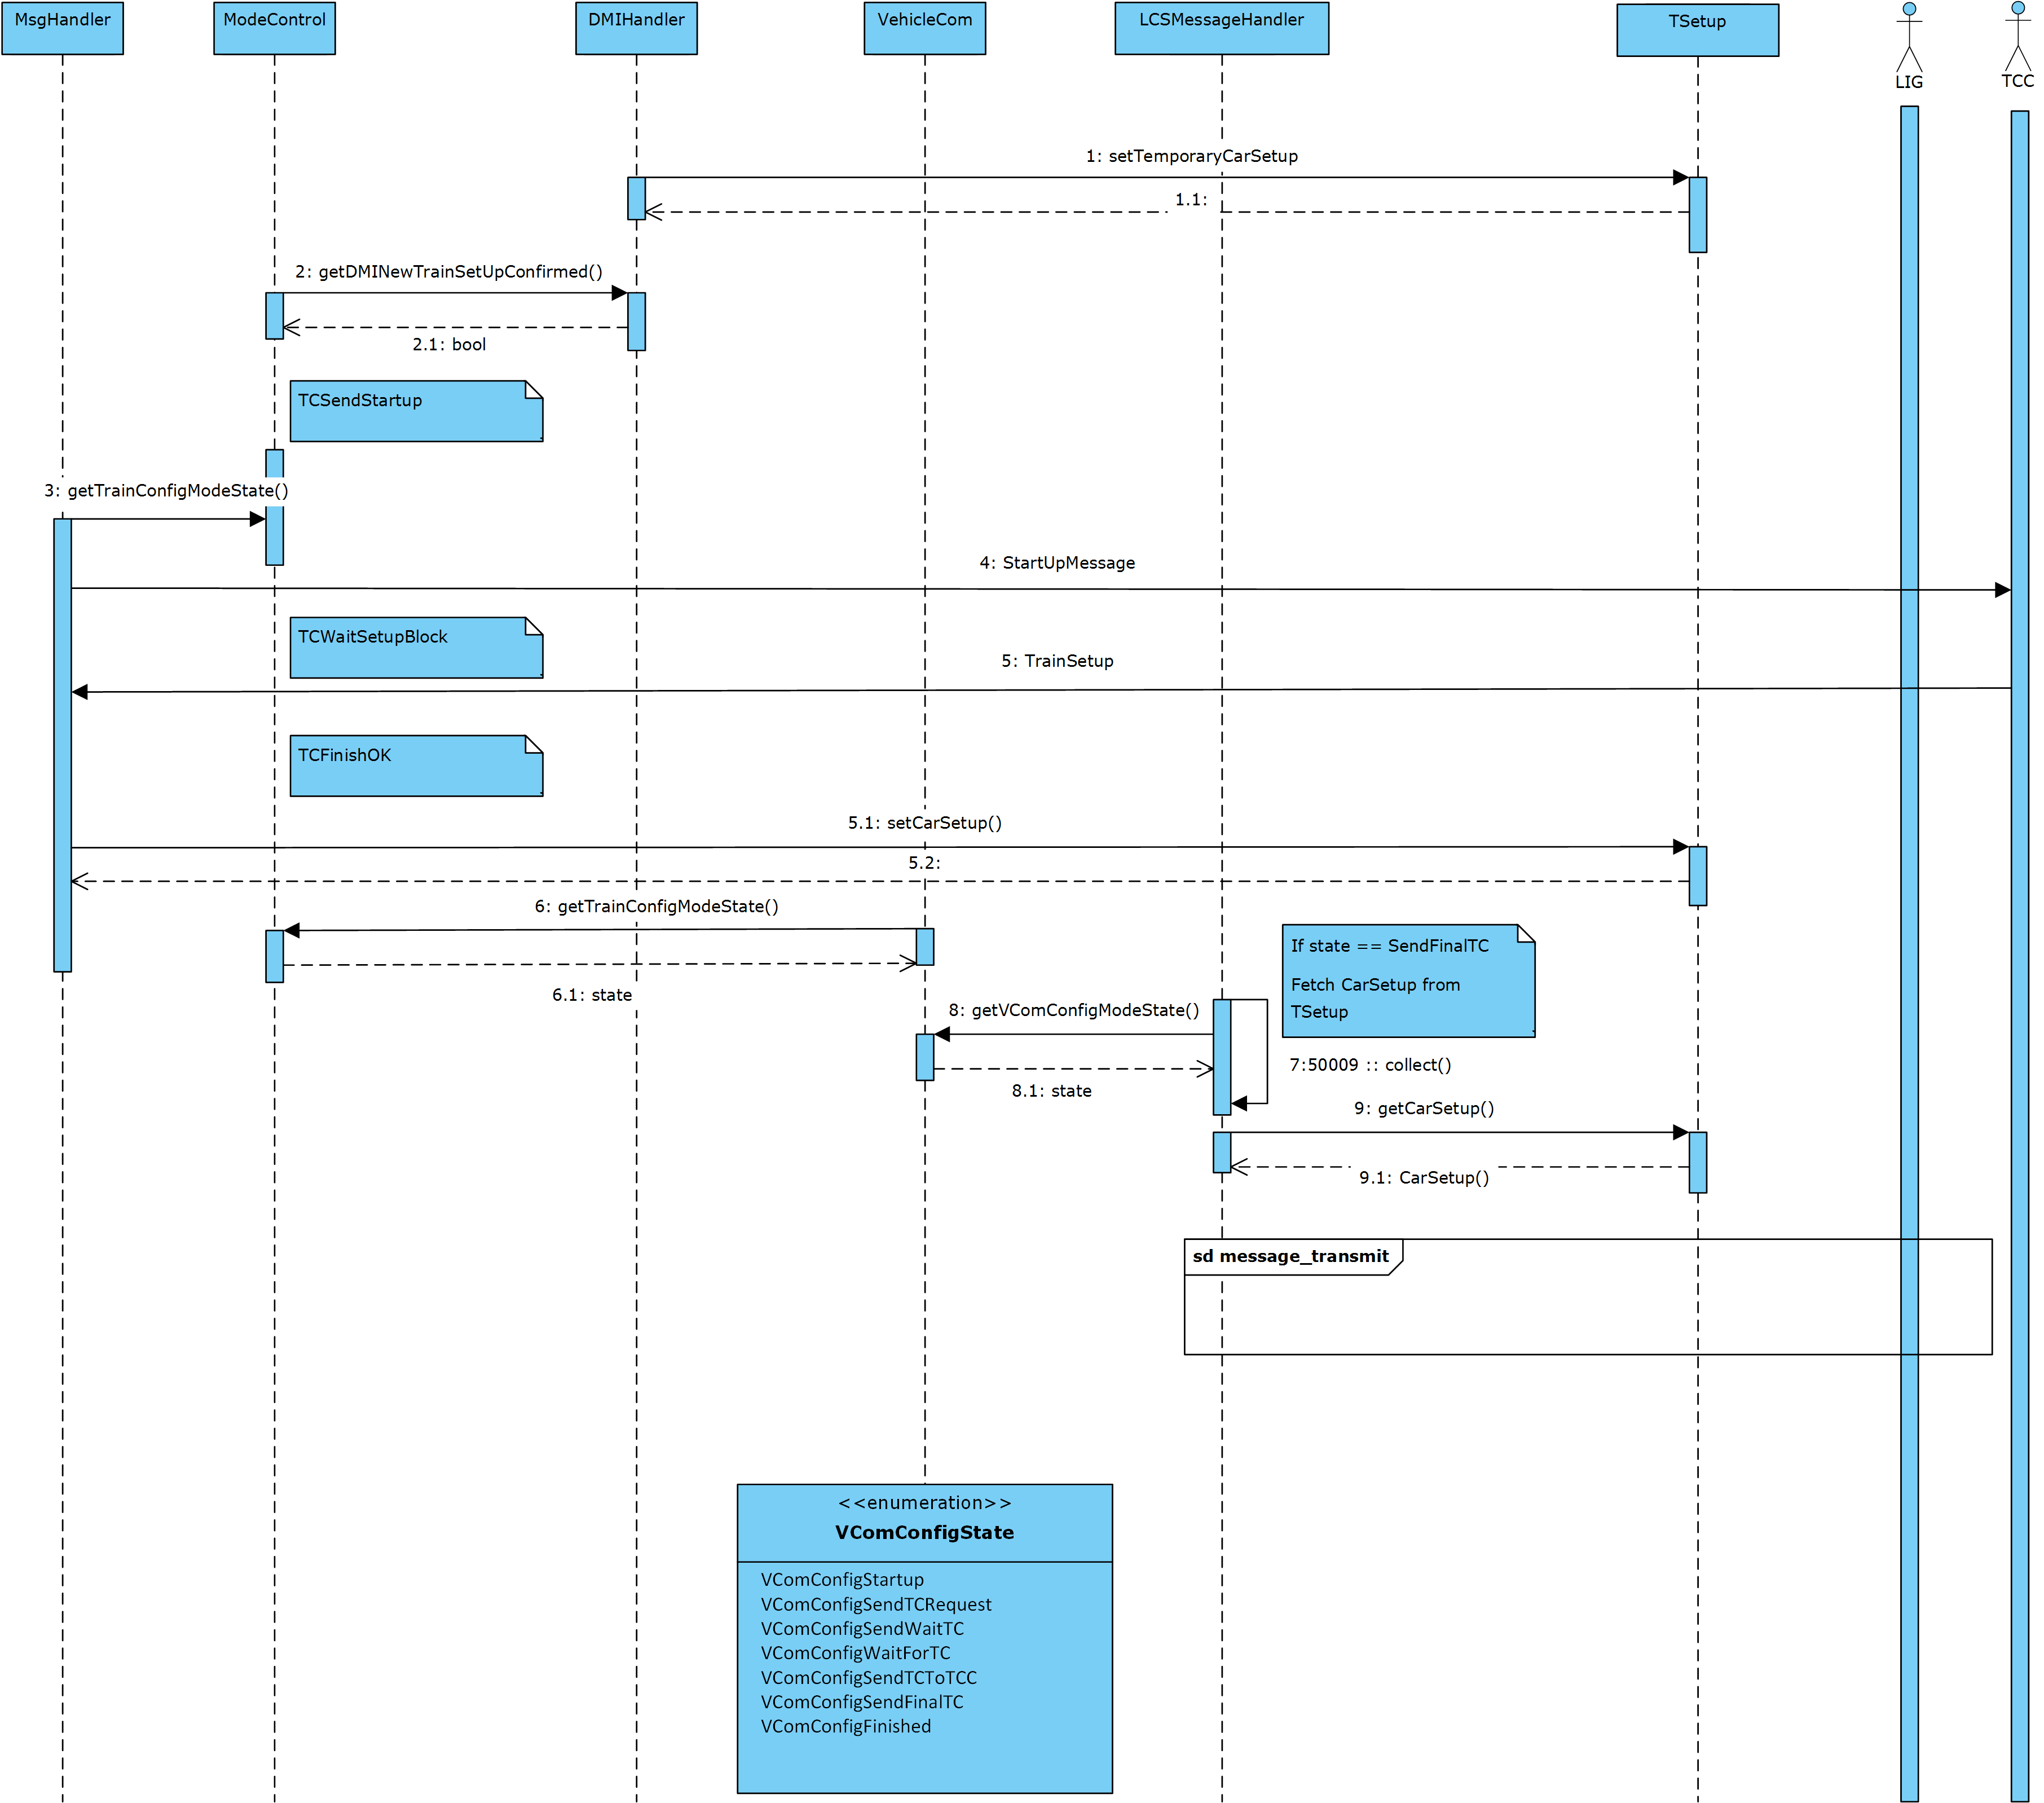 MsgHandler
ModeControl
DMIHandler
VehicleCom
LCSMessageHandler
TSetup
LIG
TCC
1: setTemporaryCarSetup
1.1:
2: getDMINewTrainSetUpConfirmed()
2.1: bool
TCSendStartup
3: getTrainConfigModeState()
4: StartUpMessage
TCWaitSetupBlock
5: TrainSetup
TCFinishOK
5.1: setCarSetup()
5.2:
6: getTrainConfigModeState()
6.1: state
If state == SendFinalTC
Fetch CarSetup from
TSetup
8: getVComConfigModeState()
7:50009 :: collect()
8.1: state
9: getCarSetup()
9.1: CarSetup()
sd message_transmit
<<enumeration>>
VComConfigState
VComConfigStartup
VComConfigSendTCRequest
VComConfigSendWaitTC
VComConfigWaitForTC
VComConfigSendTCToTCC
VComConfigSendFinalTC
VComConfigFinished